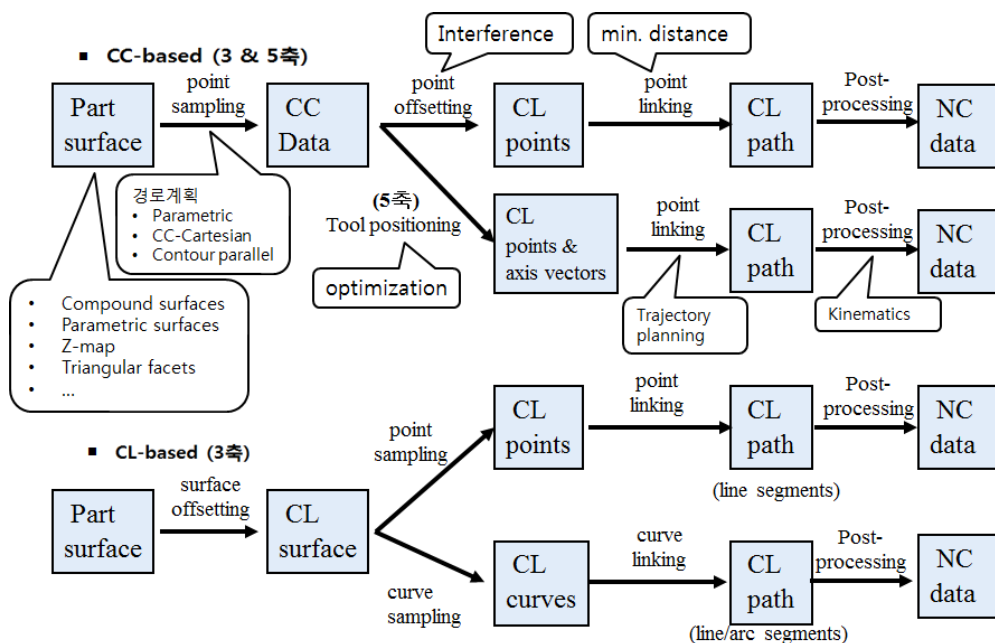 Interference
min. distance
▪ CC-based (3 & 5축)
point
sampling
point
offsetting
point
linking
Post-
processing
Part
surface
CC
Data
CL
points
CL
path
NC
data
경로계획
• Parametric
• CC-Cartesian
• Contour parallel
(5축)
Tool positioning
optimization
CL
points &
axis vectors
point
linking
CL
path
Post-
processing
NC
data
Trajectory
planning
Kinematics
• Compound surfaces
• Parametric surfaces
• Z-map
• Triangular facets
• ...
▪ CL-based (3축)
Part
surface
surface
offsetting
CL
surface
point
sampling
CL
points
point
linking
CL
path
(line segments)
Post-
processing
NC
data
curve
sampling
CL
curves
curve
linking
CL
path
(line/arc segments)
Post-
processing
NC
data